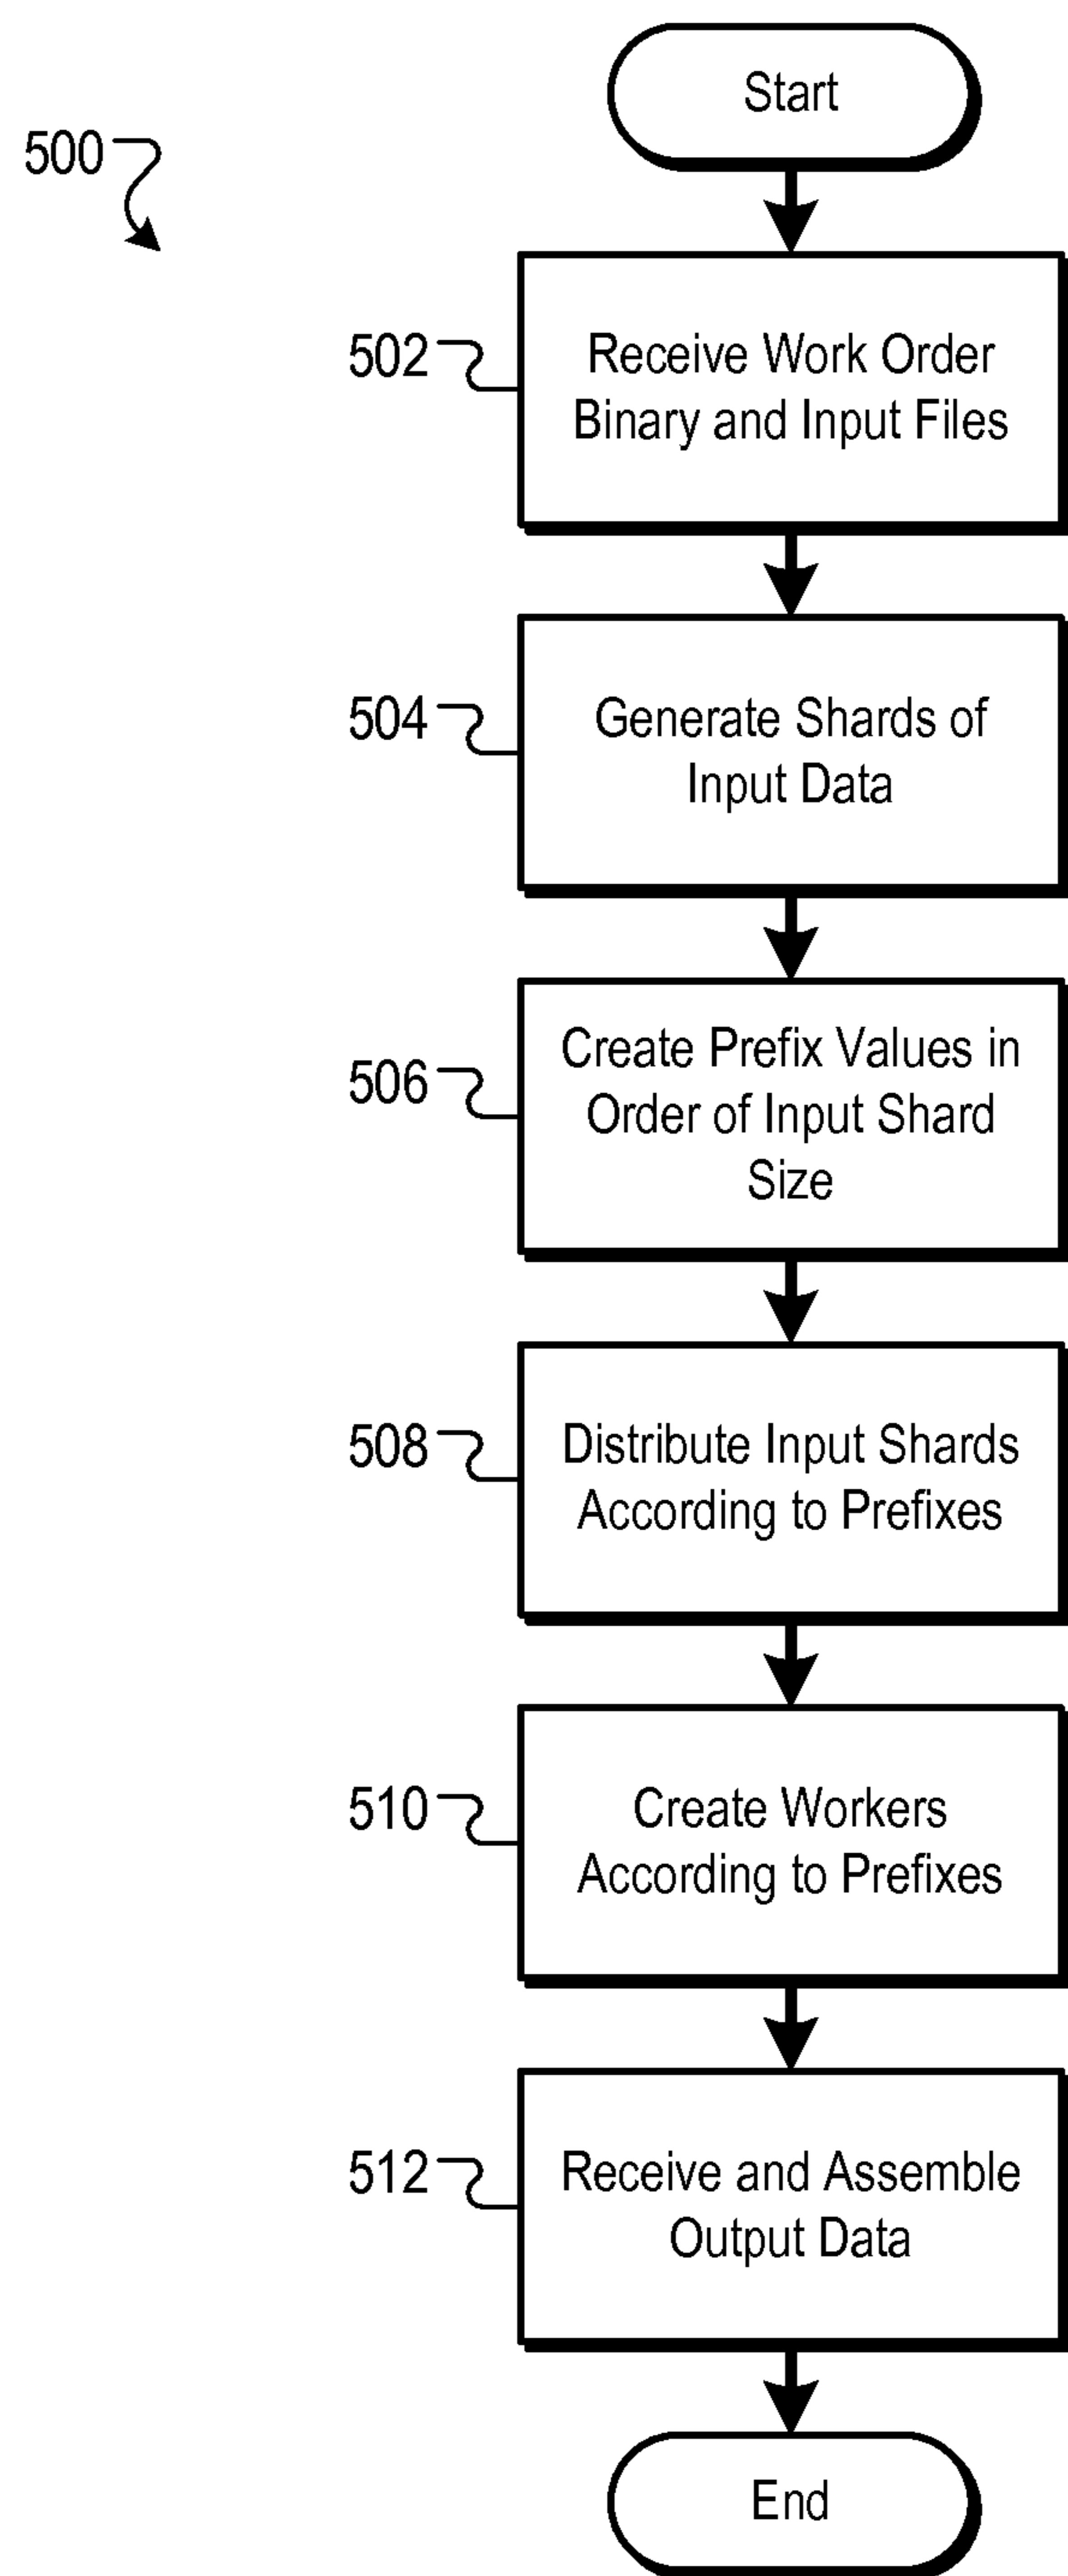 Start
500
502
Receive Work Order
Binary and Input Files
504
Generate Shards of
Input Data
506
Create Prefix Values in
Order of Input Shard
Size
508
Distribute Input Shards
According to Prefixes
510
Create Workers
According to Prefixes
512
Receive and Assemble
Output Data
End